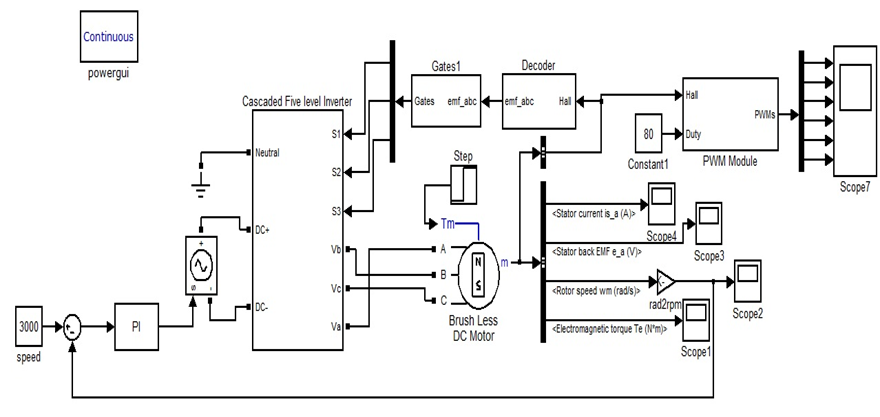 Continuous
powergui
Cascaded Five level Inverter
Neutral
DC+
DC-
S1
S2
S3
Vb
Vc
Va
Gates1
Gates
emf_abc
Decoder
emf_abc
Hall
80
Constant1
Hall
Duty
PWMs
PWM Module
Scope7
Step
Tm
A
B
C
m
N
S
Brush Less
DC Motor
<Stator current is_a (A)>
Scope4
<Stator back EMF e_a (V)>
Scope3
<Rotor speed wm (rad/s)>
rad2rpm
Scope2
<Electromagnetic torque Te (N*m)>
Scope1
3000
speed
PI
+
s
-